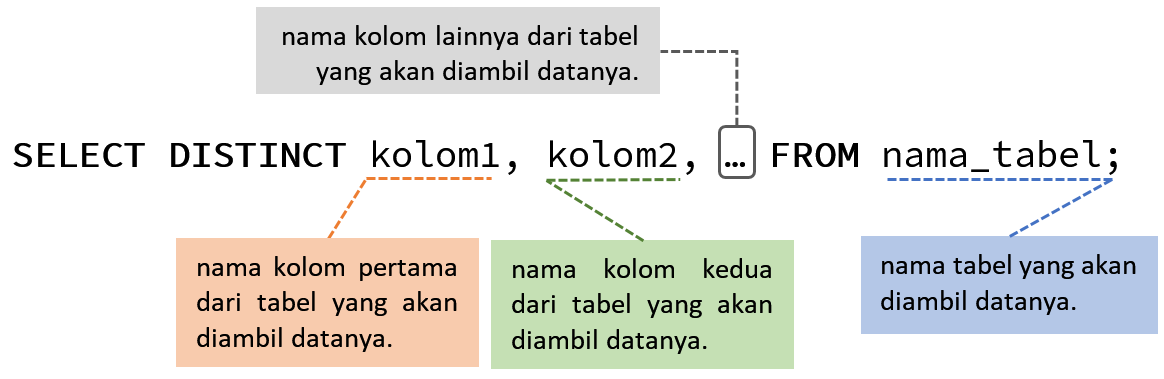 nama kolom lainnya dari tabel
yang akan diambil datanya.
SELECT DISTINCT kolom1, kolom2, … FROM nama_tabel;
nama kolom pertama
dari tabel yang akan
diambil datanya.
nama kolom kedua
dari tabel yang akan
diambil datanya.
nama tabel yang akan
diambil datanya.